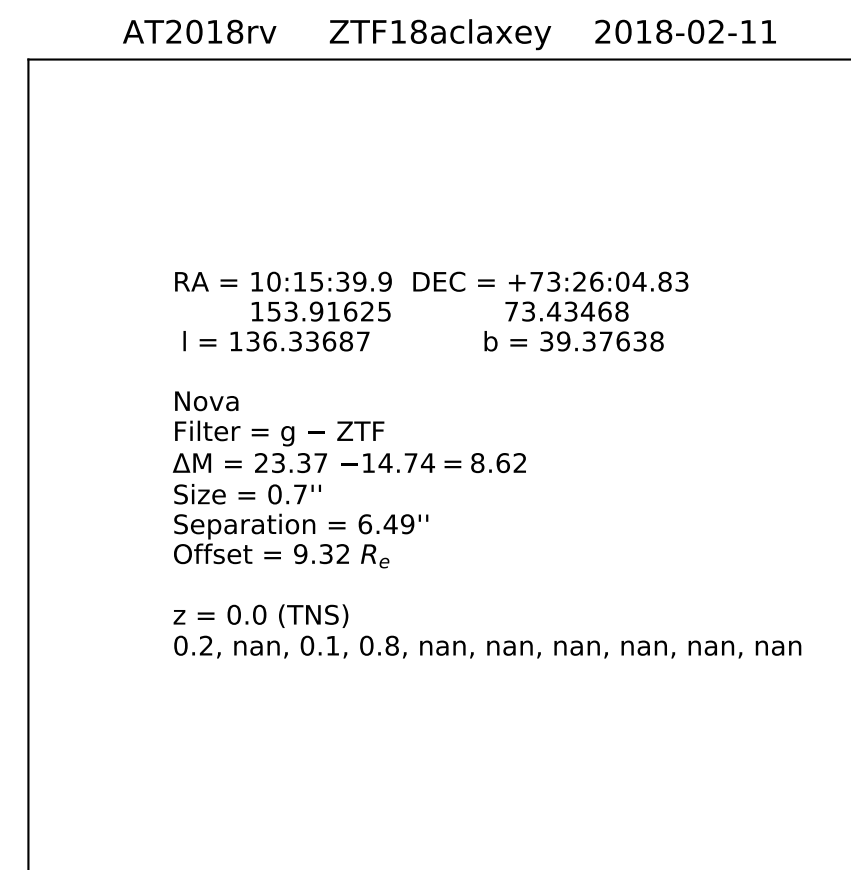 AT2018rv ZTF18aclaxey 2018-02-11
RA = 10:15:39.9 DEC = +73:26:04.83
153.91625 73.43468
l = 136.33687 b = 39.37638
Nova
Filter = g − ZTF
ΔM = 23.37 −14.74 = 8.62
Size = 0.7''
Separation = 6.49''
Offset = 9.32 Re
z = 0.0 (TNS)
0.2, nan, 0.1, 0.8, nan, nan, nan, nan, nan, nan